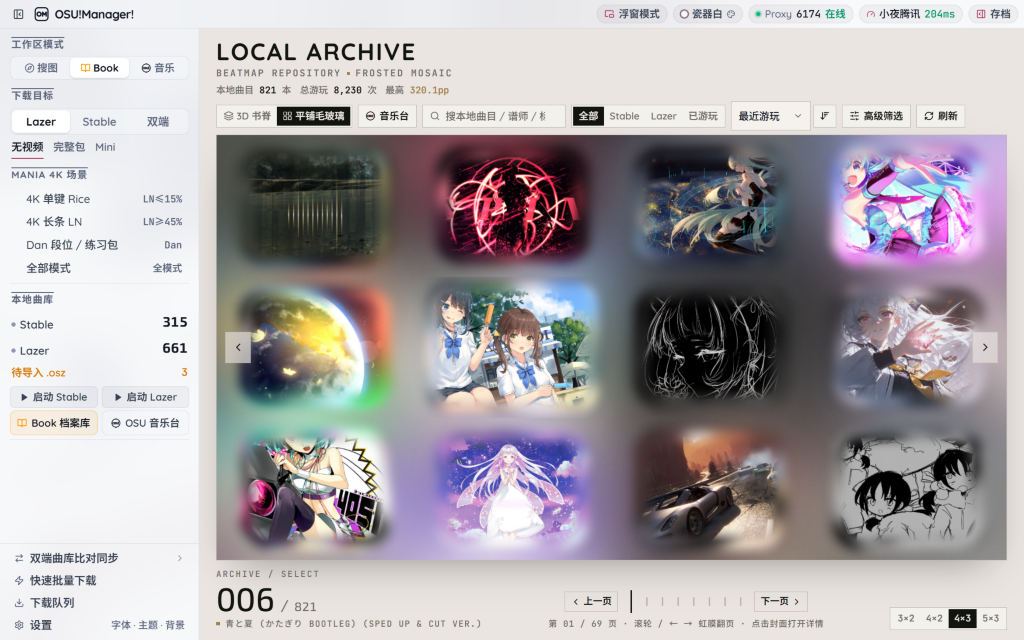 OSU!Manager!
浮窗模式
瓷器白
Proxy 6174 在线
小夜腾讯 204ms
存档
工作区模式
搜图
Book
音乐
下载目标
Lazer
Stable
双端
无视频
完整包
Mini
MANIA 4K 场景
4K 单键 Rice LN≤15%
4K 长条 LN LN≥45%
Dan 段位 / 练习包 Dan
全部模式 全模式
本地曲库
Stable 315
Lazer 661
待导入 .osz 3
启动 Stable
启动 Lazer
Book 档案库
OSU 音乐台
双端曲库比对同步
快速批量下载
下载队列
设置 字体 · 主题 · 背景
LOCAL ARCHIVE
BEATMAP REPOSITORY ▪ FROSTED MOSAIC
本地曲目 821 本 总游玩 8,230 次 最高 320.1pp
3D 书脊
平铺毛玻璃
音乐台
搜本地曲目 / 谱师 / 标
全部
Stable
Lazer
已游玩
最近游玩
高级筛选
刷新
ARCHIVE / SELECT
006 / 821
青と夏 (かたぎり BOOTLEG) (SPED UP & CUT VER.)
上一页
下一页
第 01 / 69 页 · 滚轮 / ← → 虹膜翻页 · 点击封面打开详情
3×2
4×2
4×3
5×3